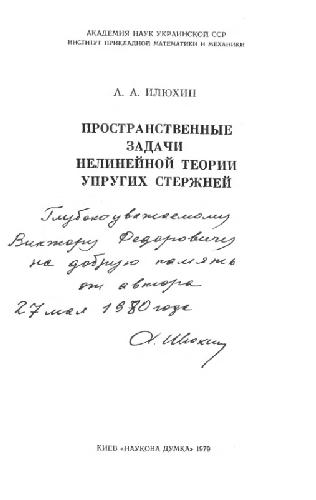 АКАДЕМИЯ НАУК УКРАИНСКОЙ ССР
ИНСТИТУТ ПРИКЛАДНОЙ МАТЕМАТИКИ И МЕХАНИКИ
А. А. ИЛЮХИН
ПРОСТРАНСТВЕННЫЕ
ЗАДАЧИ
НЕЛИНЕЙНОЙ ТЕОРИИ
УПРУГИХ СТЕРЖНЕЙ
Глубокоуважаемому
Виктору Федоровичу
на добрую память
от автора
27 мая 1980 года
А. Илюхин
КИЕВ «НАУКОВА ДУМКА» 1979